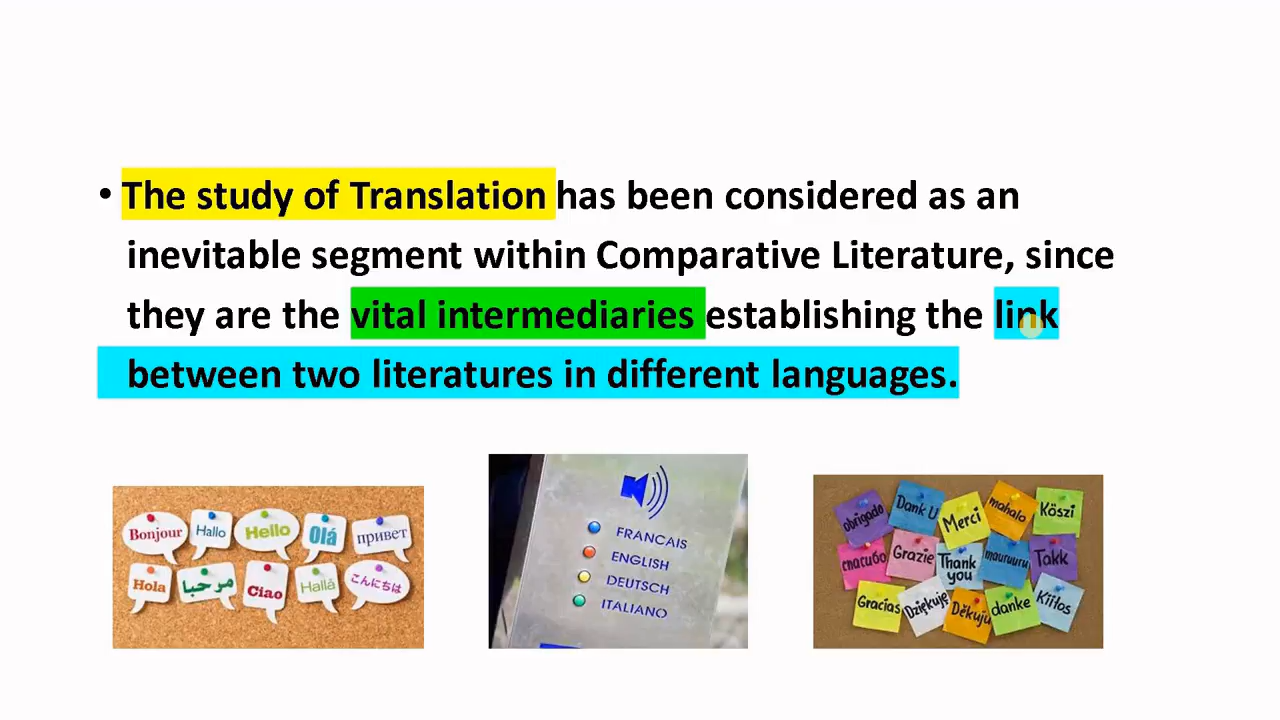 • The study of Translation has been considered as an
inevitable segment within Comparative Literature, since
they are the vital intermediaries establishing the link
between two literatures in different languages.
Bonjour Hallo Hello Olá привет
Hola مرحبا Ciao Hallå こんにちは
FRANCAIS
ENGLISH
DEUTSCH
ITALIANO
obrigado Dank U Merci mahalo Köszi
спасибо Grazie Thank you mauruuru Takk
Gracias Dziękuję Děkuju danke Kiitos